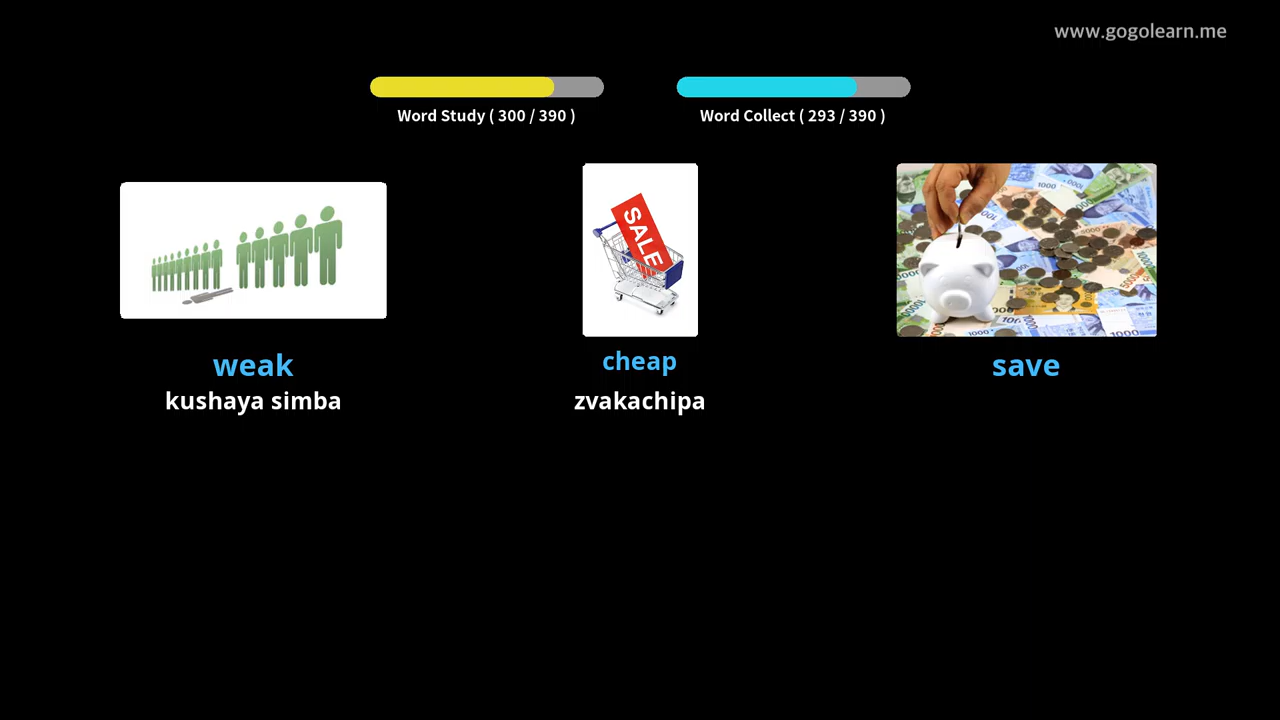 www.gogolearn.me
Word Study ( 300 / 390 )
Word Collect ( 293 / 390 )
SALE
weak
cheap
save
kushaya simba
zvakachipa